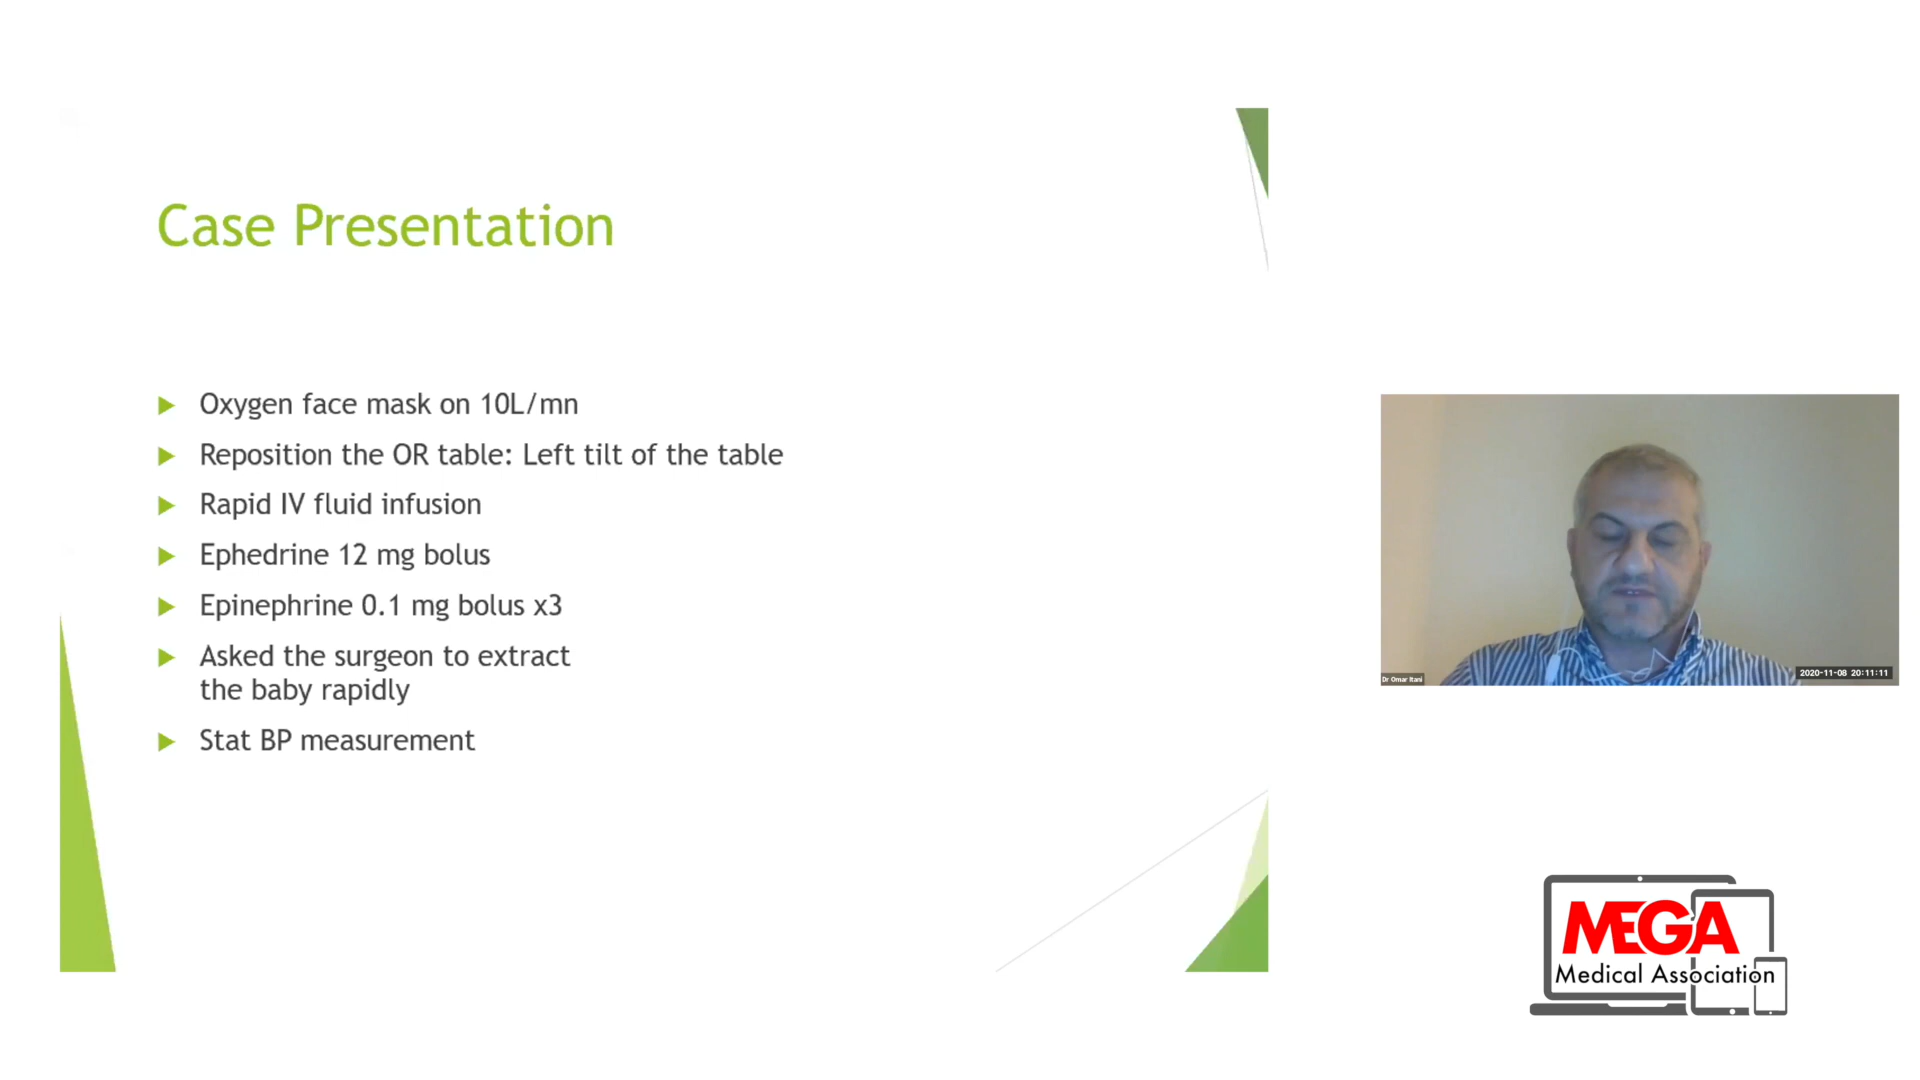 Case Presentation
Oxygen face mask on 10L/mn
Reposition the OR table: Left tilt of the table
Rapid IV fluid infusion
Ephedrine 12 mg bolus
Epinephrine 0.1 mg bolus x3
Asked the surgeon to extract
the baby rapidly
Stat BP measurement
Dr Omar Itani
2020-11-08 20:11:11
MEGA
Medical Association